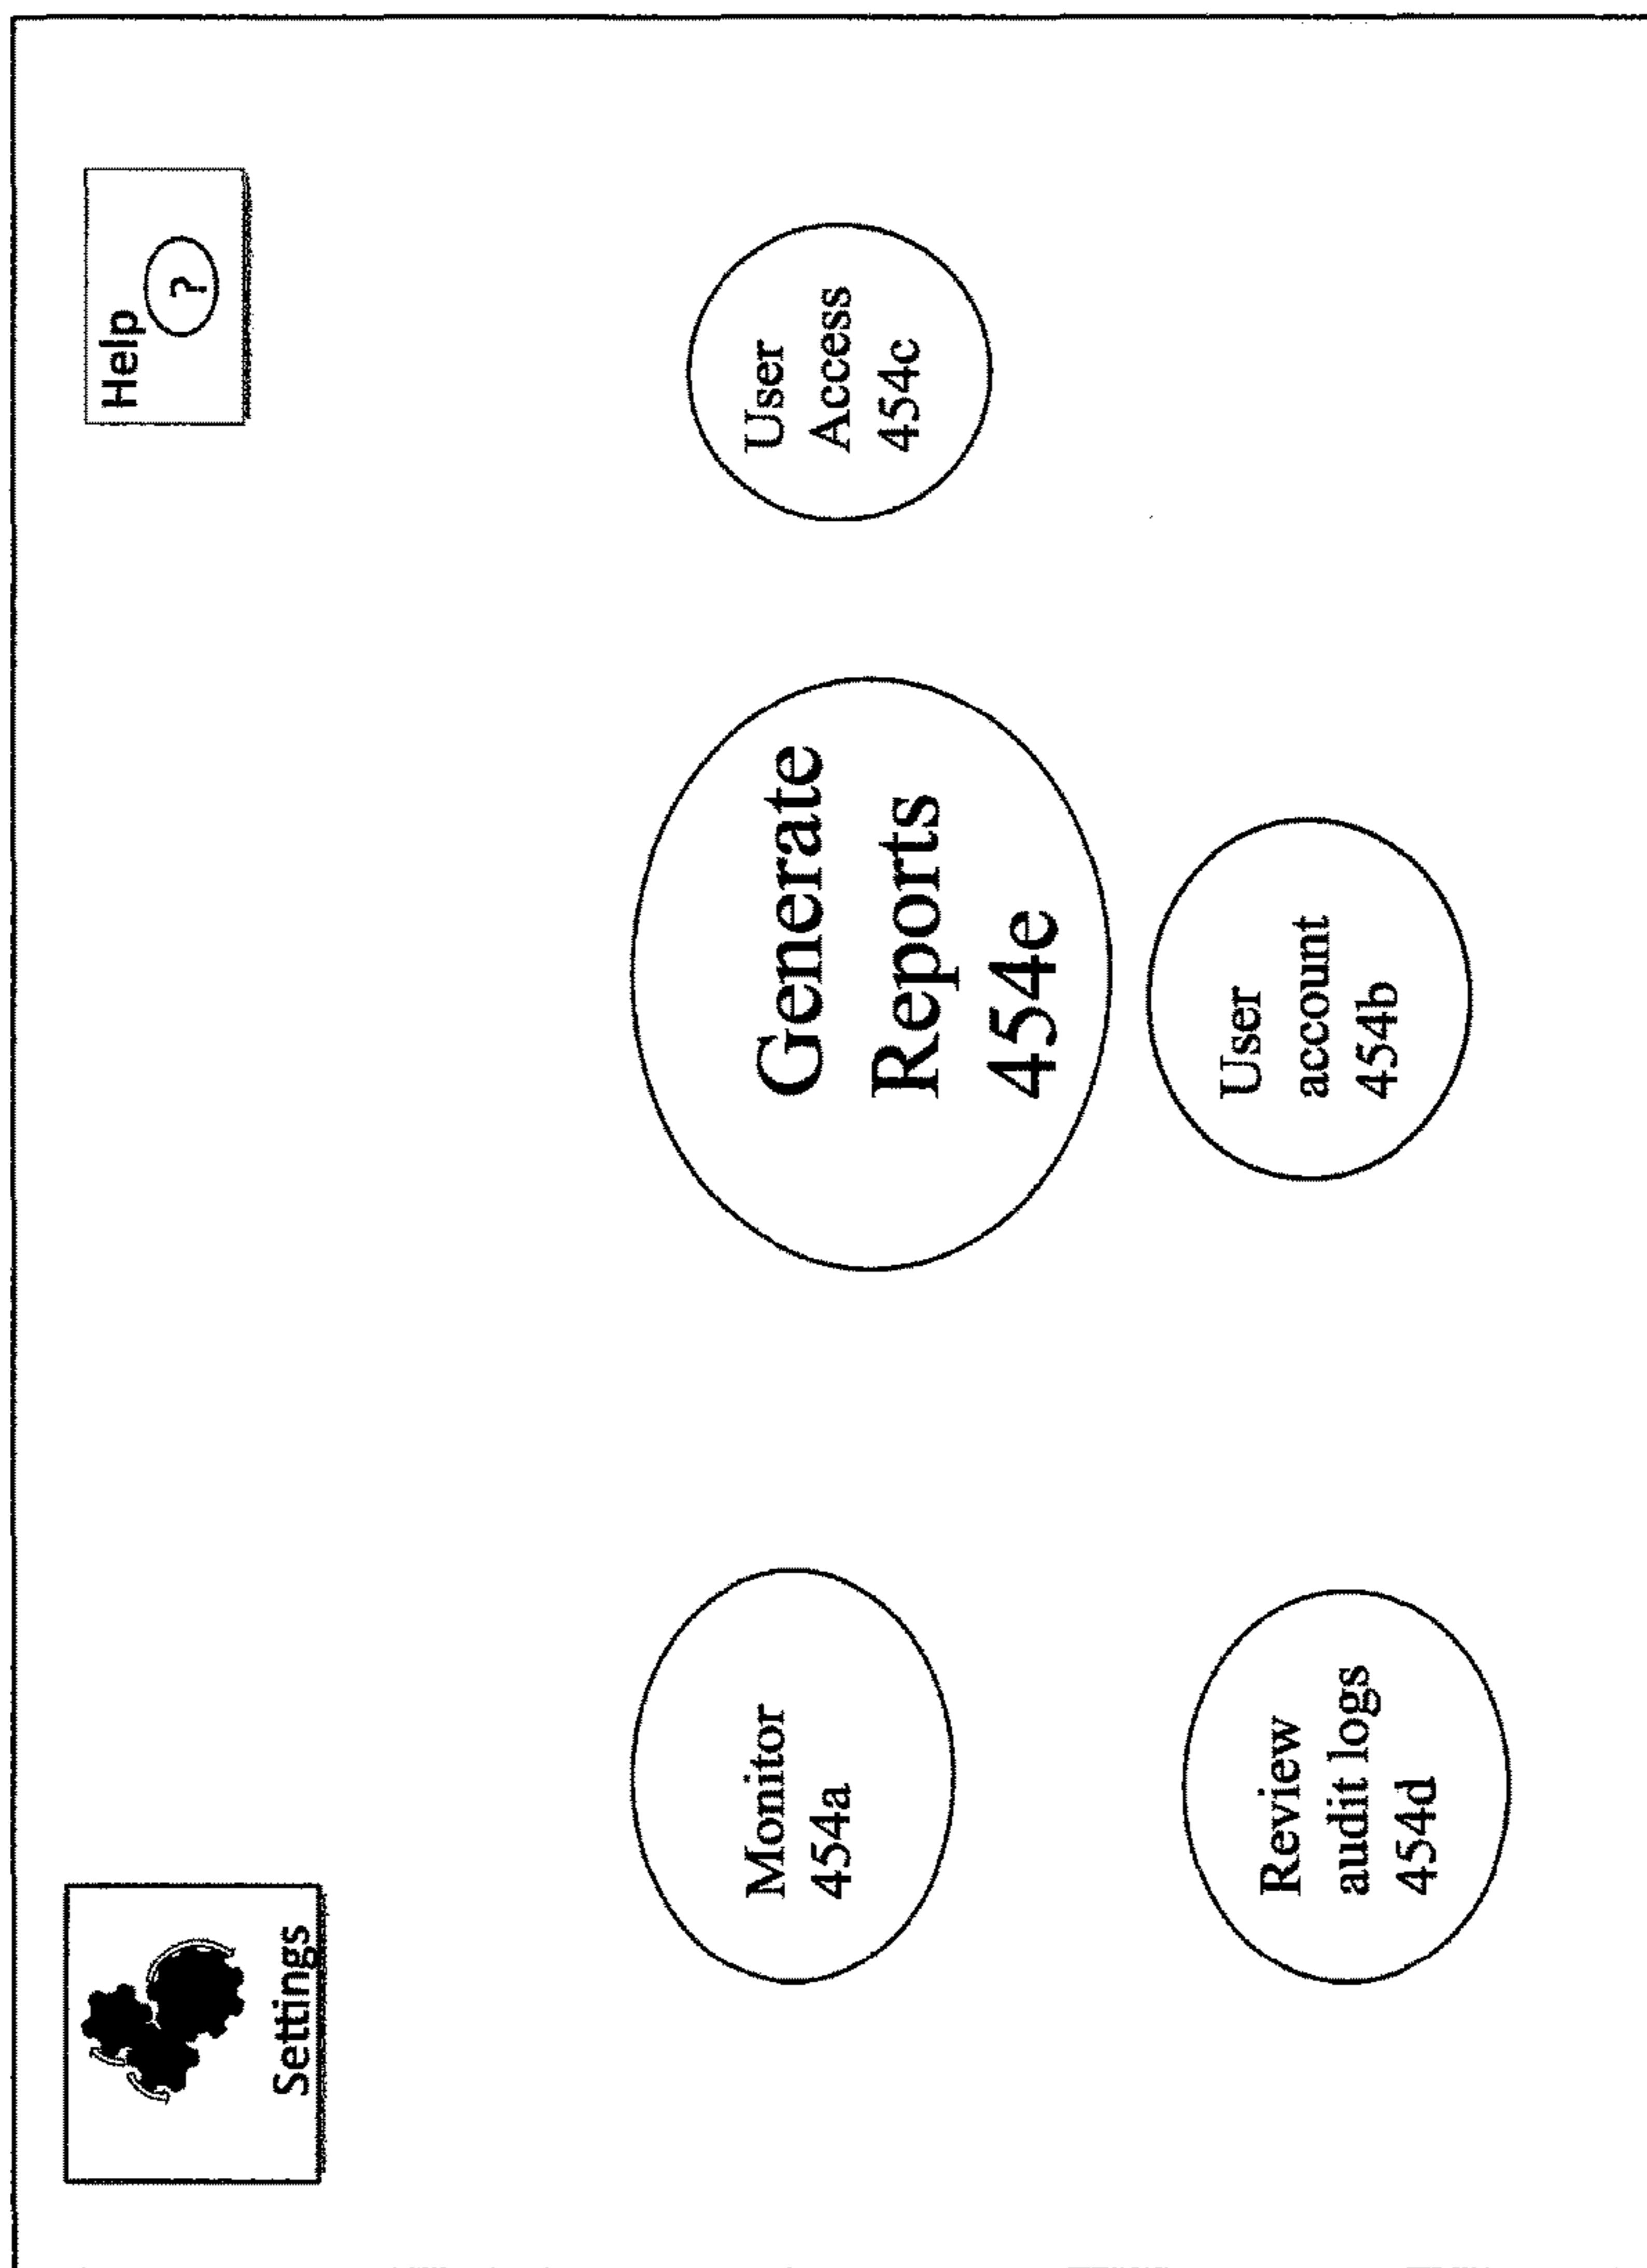 Settings
Help
?
Monitor
454a
Generate
Reports
454e
User
Access
454c
Review
audit logs
454d
User
account
454b